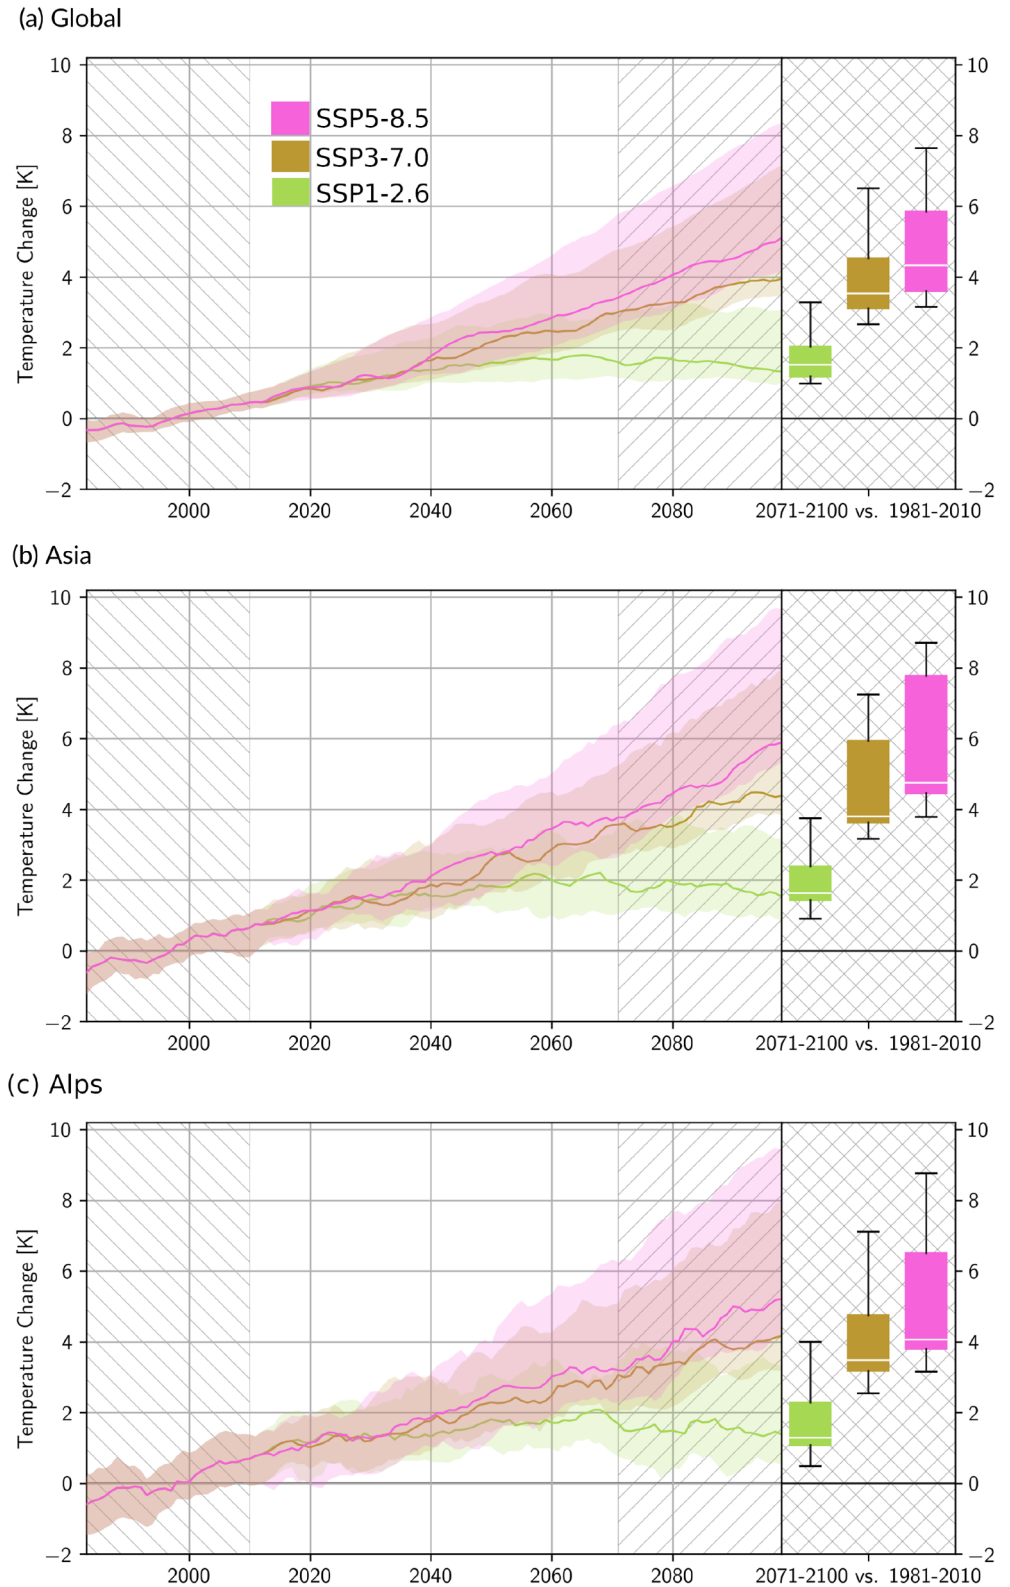 (a) Global
10 10
SSP5-8.5
8 8
SSP3-7.0
SSP1-2.6
6 6
Temperature Change [K]
4 4
2 2
0 0
−2 −2
2000 2020 2040 2060 2080 2071-2100 vs. 1981-2010
(b) Asia
10 10
8 8
6 6
Temperature Change [K]
4 4
2 2
0 0
−2 −2
2000 2020 2040 2060 2080 2071-2100 vs. 1981-2010
(c) Alps
10 10
8 8
6 6
Temperature Change [K]
4 4
2 2
0 0
−2 −2
2000 2020 2040 2060 2080 2071-2100 vs. 1981-2010